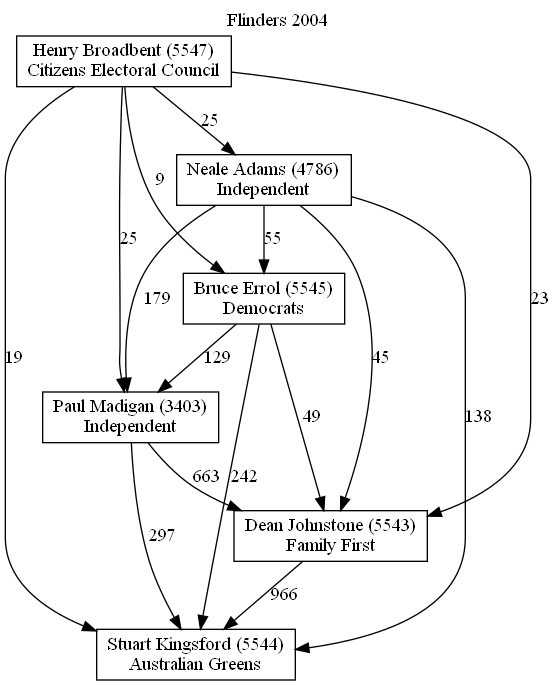 Flinders 2004
Henry Broadbent (5547)
Citizens Electoral Council
25
Neale Adams (4786)
Independent
9
25
55
Bruce Errol (5545)
Democrats
179
23
19
129
45
49
138
Paul Madigan (3403)
Independent
663
242
297
Dean Johnstone (5543)
Family First
966
Stuart Kingsford (5544)
Australian Greens